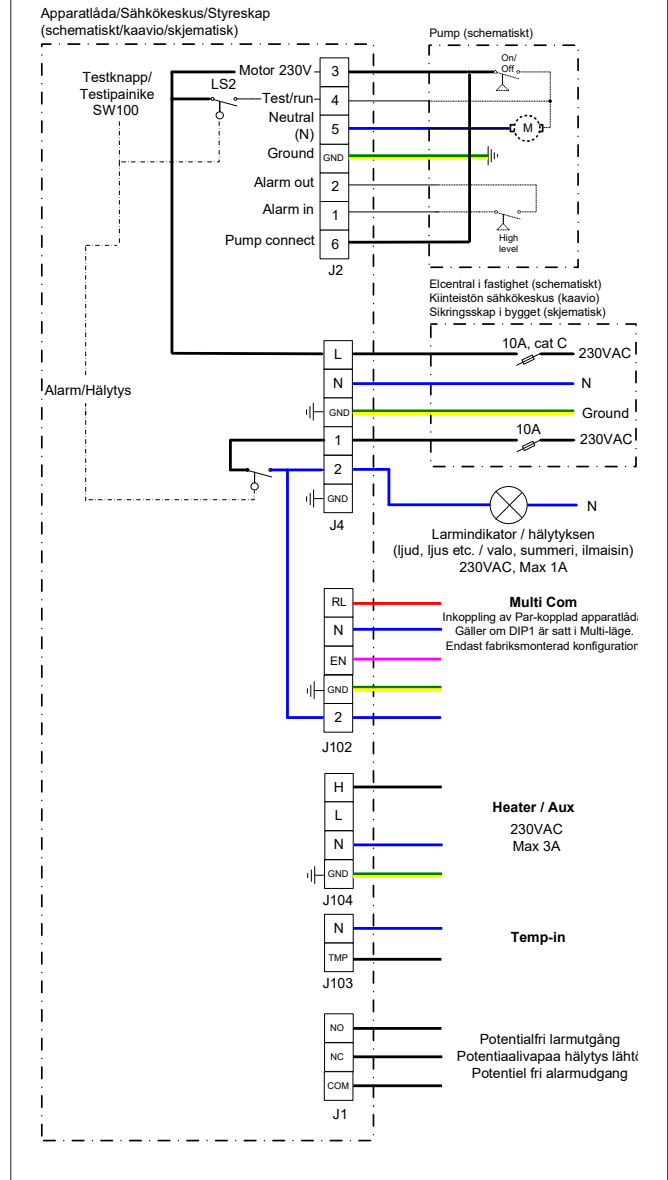 Apparatlåda/Sähkökeskus/Styreskap
(schematiskt/kaavio/skjematisk)
Pump (schematiskt)
Testknapp/
Testipainike
SW100
LS2
Motor 230V
3
Test/run
4
Neutral
(N)
5
Ground
GND
Alarm out
2
Alarm in
1
Pump connect
6
J2
On/
Off
M
High
level
Elcentral i fastighet (schematiskt)
Kiinteistön sähkökeskus (kaavio)
Sikringsskap i bygget (skjematisk)
L
10A, cat C
230VAC
N
N
GND
Ground
1
10A
230VAC
2
GND
J4
Alarm/Hälytys
N
Larmindikator / hälytyksen
(ljud, ljus etc. / valo, summeri, ilmaisin)
230VAC, Max 1A
RL
N
EN
GND
2
J102
Multi Com
Inkoppling av Par-kopplad apparatlåda
Gäller om DIP1 är satt i Multi-läge.
Endast fabriksmonterad konfiguration
H
L
N
GND
J104
Heater / Aux
230VAC
Max 3A
N
TMP
J103
Temp-in
NO
NC
COM
J1
Potentialfri larmutgång
Potentiaalivapaa hälytys lähtö
Potentiel fri alarmudgang